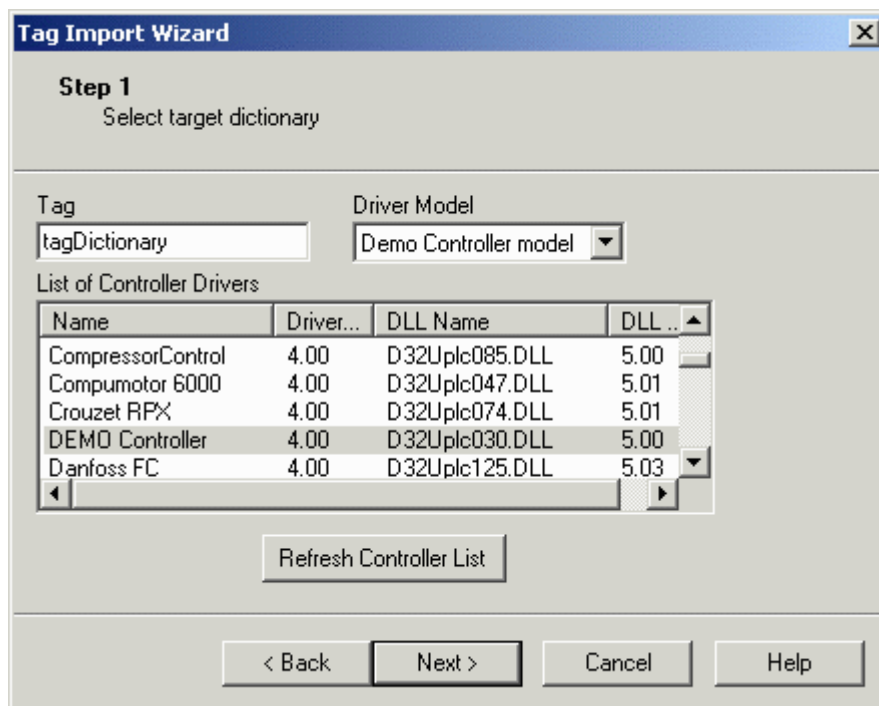 Tag Import Wizard
Step 1
Select target dictionary
Tag Driver Model
tagDictionary Demo Controller model
List of Controller Drivers
Name Driver... DLL Name DLL ..
CompressorControl 4.00 D32Uplc085.DLL 5.00
Compumotor 6000 4.00 D32Uplc047.DLL 5.01
Crouzet RPX 4.00 D32Uplc074.DLL 5.01
DEMO Controller 4.00 D32Uplc030.DLL 5.00
Danfoss FC 4.00 D32Uplc125.DLL 5.03
Refresh Controller List
< Back Next > Cancel Help